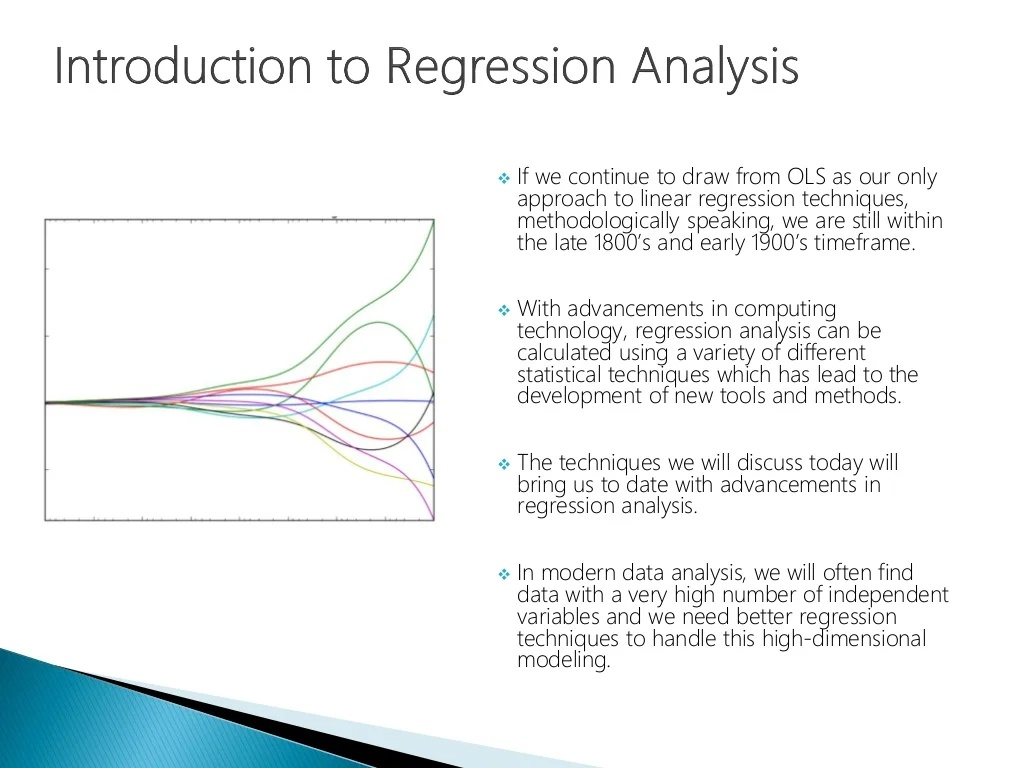 Introduction to Regression Analysis
❖ If we continue to draw from OLS as our only
approach to linear regression techniques,
methodologically speaking, we are still within
the late 1800’s and early 1900’s timeframe.
❖ With advancements in computing
technology, regression analysis can be
calculated using a variety of different
statistical techniques which has lead to the
development of new tools and methods.
❖ The techniques we will discuss today will
bring us to date with advancements in
regression analysis.
❖ In modern data analysis, we will often find
data with a very high number of independent
variables and we need better regression
techniques to handle this high-dimensional
modeling.